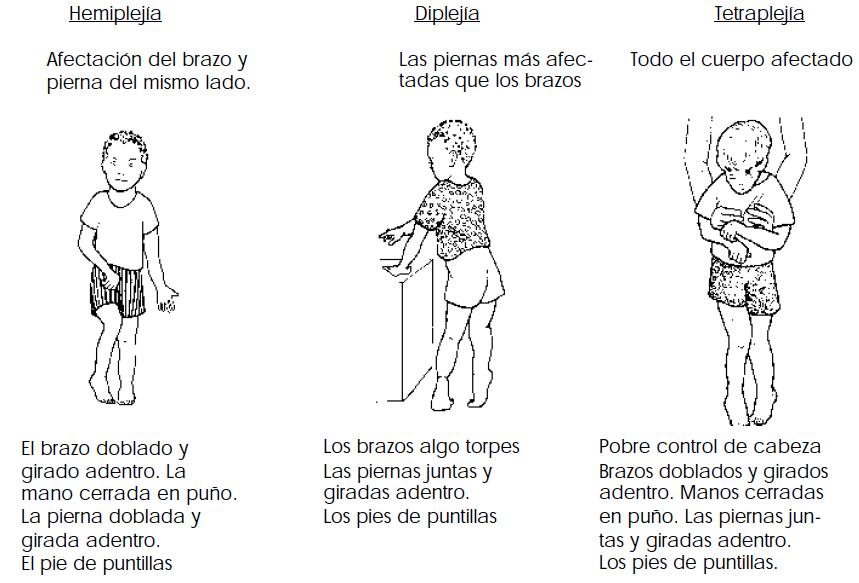 Hemiplejía
Afectación del brazo y
pierna del mismo lado.
El brazo doblado y
girado adentro. La
mano cerrada en puño.
La pierna doblada y
girada adentro.
El pie de puntillas
Diplejía
Las piernas más afec-
tadas que los brazos
Los brazos algo torpes
Las piernas juntas y
giradas adentro.
Los pies de puntillas
Tetraplejía
Todo el cuerpo afectado
Pobre control de cabeza
Brazos doblados y girados
adentro. Manos cerradas
en puño. Las piernas jun-
tas y giradas adentro.
Los pies de puntillas.